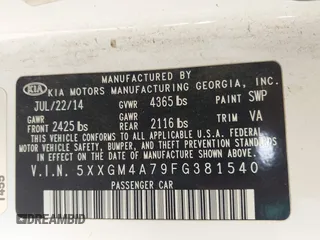 MANUFACTURED BY
KIA KIA MOTORS MANUFACTURING GEORGIA, INC.
JUL/22/14 GVWR 4365 lbs PAINT SWP
GAWR FRONT 2425 lbs GAWR REAR 2116 lbs TRIM VA
THIS VEHICLE CONFORMS TO ALL APPLICABLE FEDERAL
MOTOR VEHICLE SAFETY, BUMPER, AND THEFT PREVENTION
STANDARDS IN EFFECT ON THE DATE OF MANUFACTURE SHOWN ABOVE.
V.I.N. 5XXGM4A79FG381540
PASSENGER CAR
DREAMBID